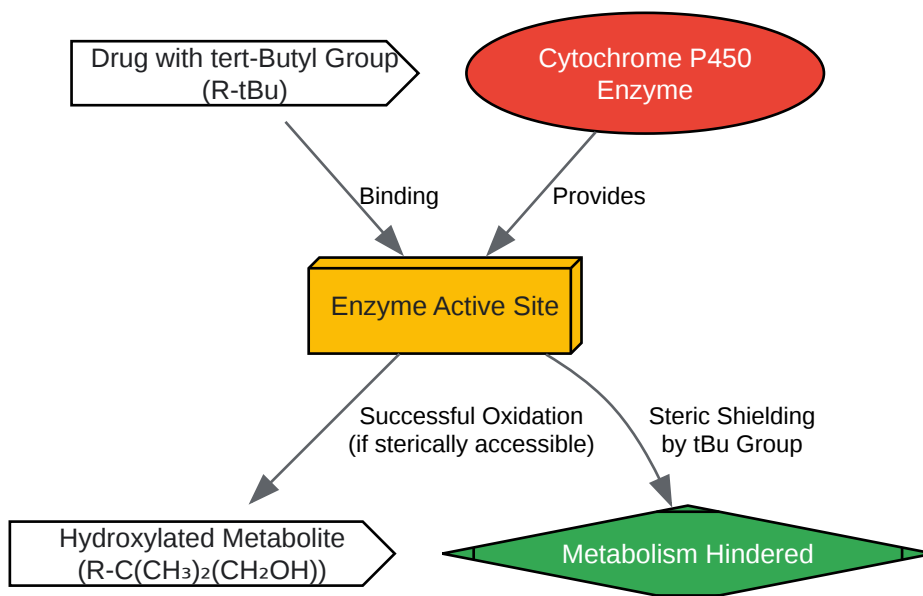 Drug with tert-Butyl Group
(R-tBu)
Cytochrome P450
Enzyme
Binding
Provides
Enzyme Active Site
Successful Oxidation
(if sterically accessible)
Steric Shielding
by tBu Group
Hydroxylated Metabolite
(R-C(CH₃)₂(CH₂OH))
Metabolism Hindered